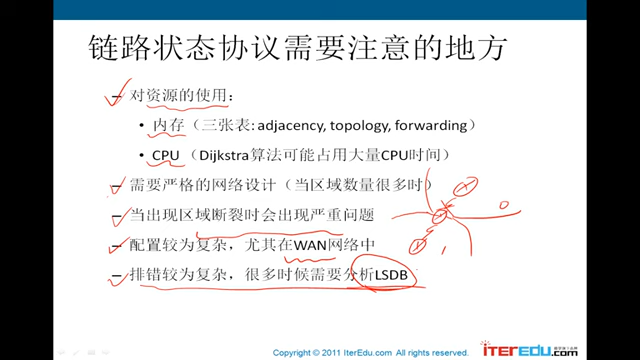 链路状态协议需要注意的地方
– 对资源的使用:
• 内存（三张表: adjacency, topology, forwarding）
• CPU （Dijkstra算法可能占用大量CPU时间）
– 需要严格的网络设计（当区域数量很多时）
– 当出现区域断裂时会出现严重问题
– 配置较为复杂，尤其在WAN网络中
– 排错较为复杂，很多时候需要分析LSDB
0
1
Copyright © 2011 IterEdu.com All rights reserved.
iTEREDU.com